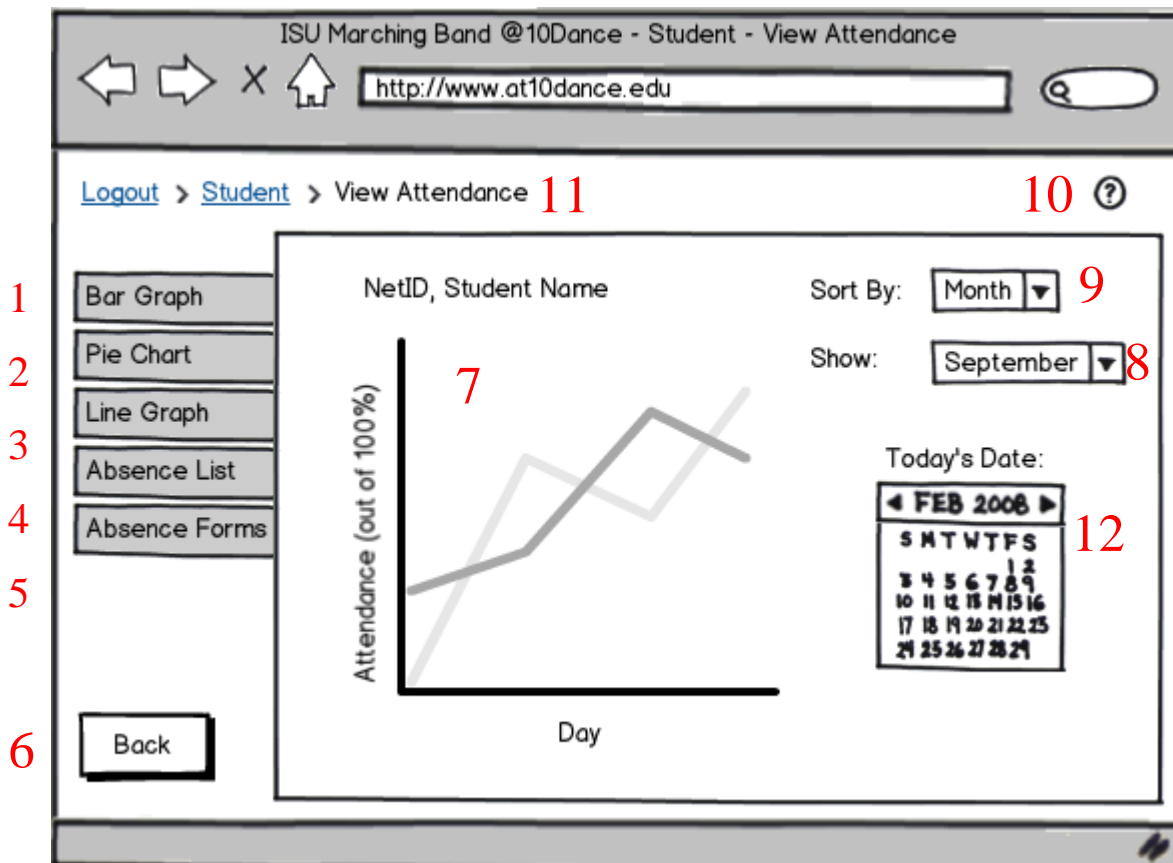 ISU Marching Band @10Dance - Student - View Attendance
X
http://www.at10dance.edu
Logout > Student > View Attendance 11
10 ?
1
Bar Graph
2
Pie Chart
3
Line Graph
4
Absence List
5
Absence Forms
6
Back
NetID, Student Name
7
Attendance (out of 100%)
Day
Sort By: Month 9
Show: September 8
Today's Date:
FEB 2008
12
S M T W T F S
1 2
3 4 5 6 7 8 9
10 11 12 13 14 15 16
17 18 19 20 21 22 23
24 25 26 27 28 29